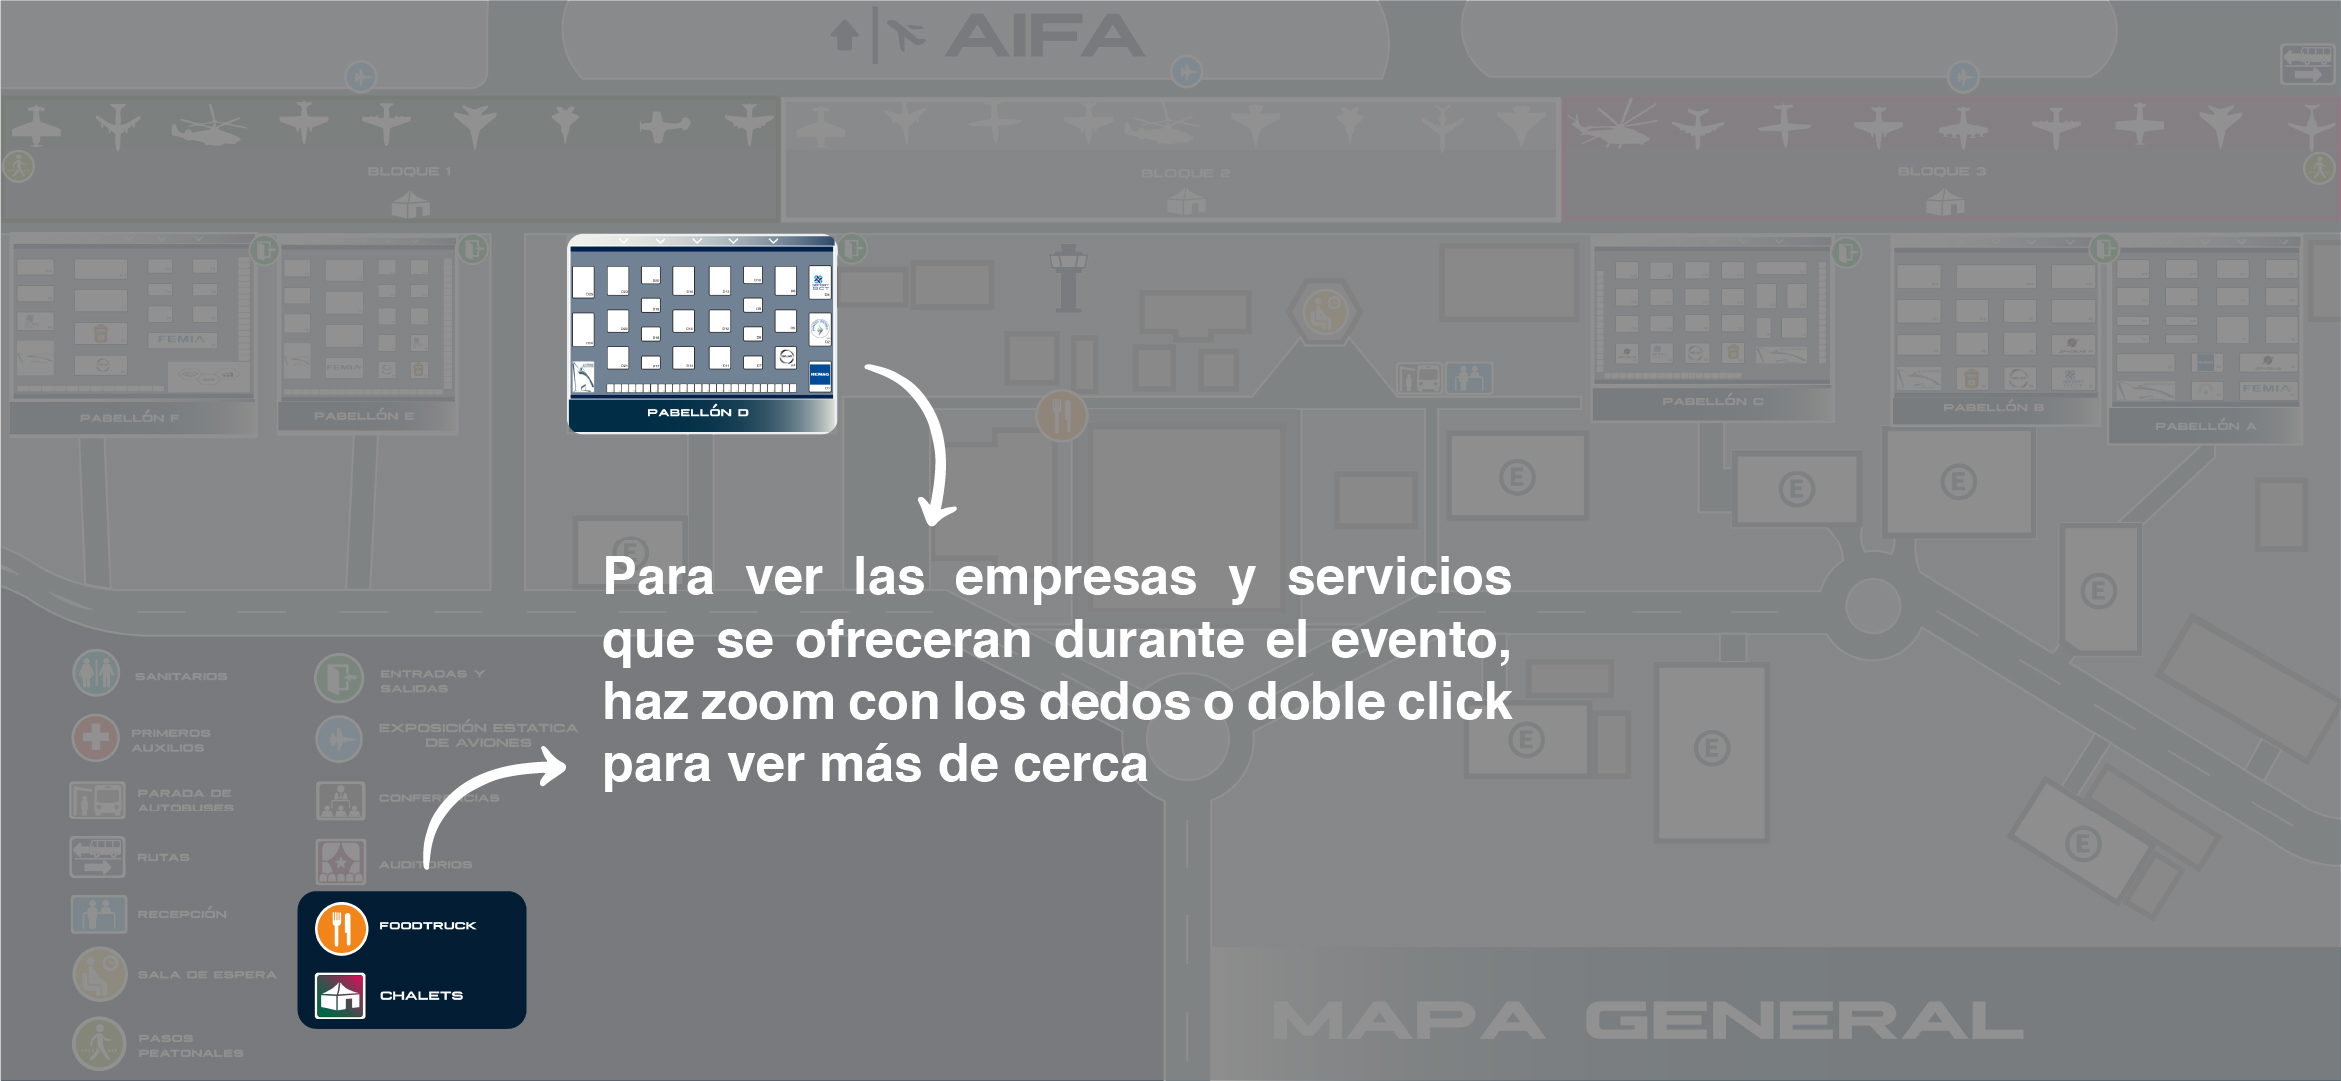 AIFA
BLOQUE 1
BLOQUE 2
BLOQUE 3
PABELLÓN F
PABELLÓN E
PABELLÓN D
PABELLÓN C
PABELLÓN B
PABELLÓN A
FEMIA
FEMIA
FEMIA
E
E
E
E
E
E
E
E
Para ver las empresas y servicios
que se ofreceran durante el evento,
haz zoom con los dedos o doble click
para ver más de cerca
SANITARIOS
PRIMEROS
AUXILIOS
PARADA DE
AUTOBUSES
RUTAS
RECEPCIÓN
SALA DE ESPERA
PASOS
PEATONALES
ENTRADAS Y
SALIDAS
EXPOSICIÓN ESTATICA
DE AVIONES
CONFERENCIAS
AUDITORIOS
FOODTRUCK
CHALETS
MAPA GENERAL